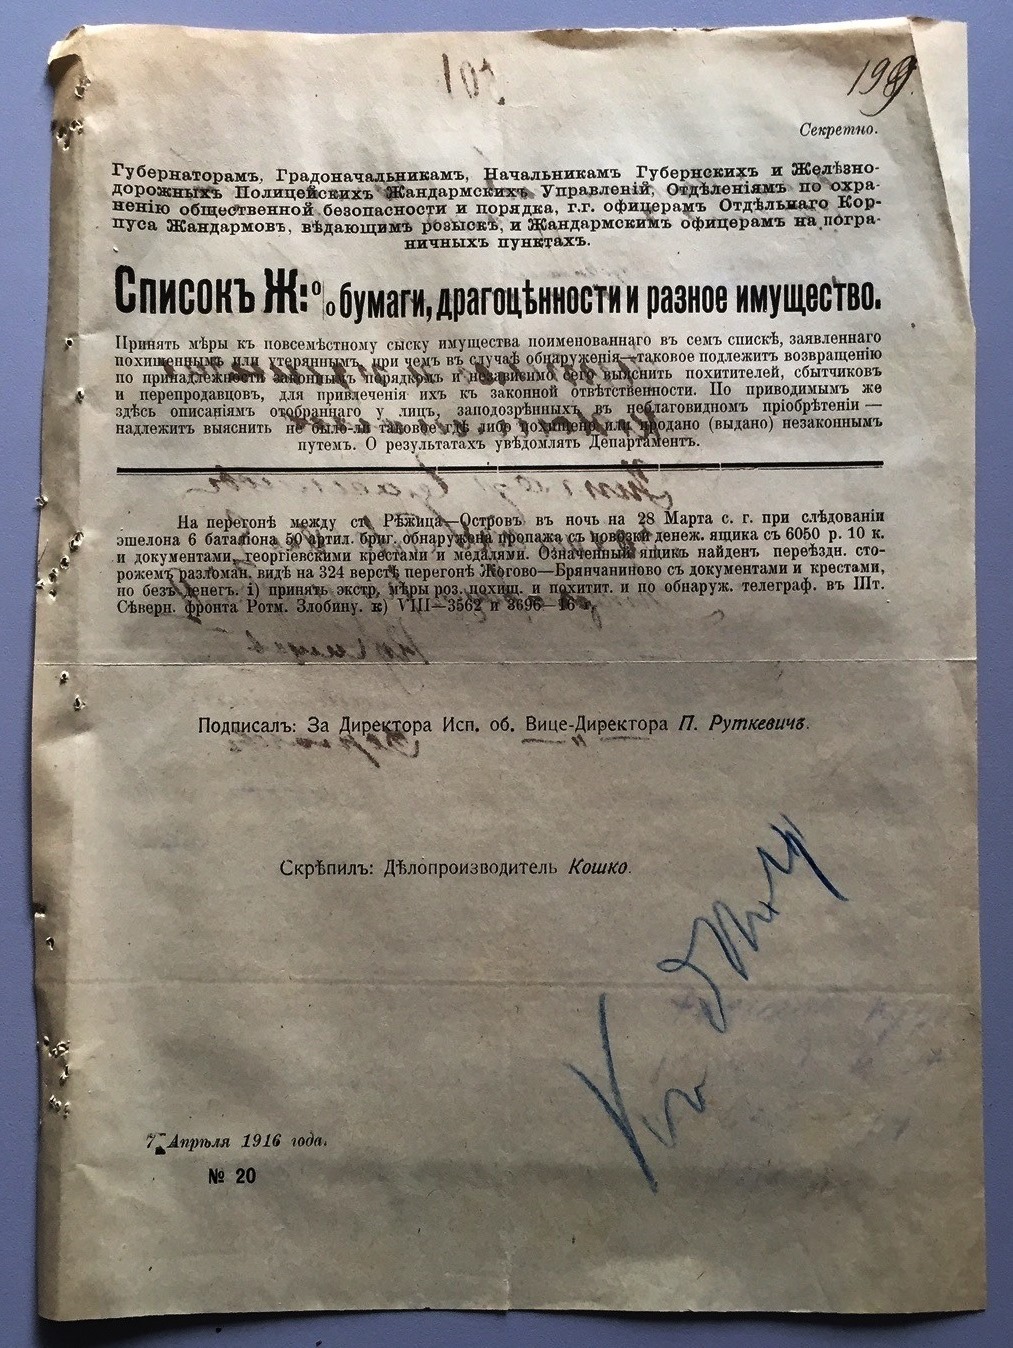 199.
Секретно.
Губернаторамъ, Градоначальникамъ, Начальникамъ Губернскихъ и Желѣзно-
дорожныхъ Полицейскихъ Жандармскихъ Управленій, Отдѣленіямъ по охра-
ненію общественной безопасности и порядка, г.г. офицерамъ Отдѣльнаго Кор-
пуса Жандармовъ, вѣдающимъ розыскъ, и Жандармскимъ офицерамъ на погра-
ничныхъ пунктахъ.
Списокъ Ж: % бумаги, драгоцѣнности и разное имущество.
Принять мѣры къ повсемѣстному сыску имущества поименованнаго въ сем спискѣ, заявленнаго
похищеннымъ или утеряннымъ, при чемъ въ случаѣ обнаруженія—таковое подлежитъ возвращенію
по принадлежности законнымъ порядкомъ и независимо сего выяснить похитителей, сбытчиковъ
и перепродавцовъ, для привлеченія ихъ къ законной отвѣтственности. По приводимымъ же
здѣсь описаніямъ отобраннаго у лицъ, заподозрѣнныхъ въ неблаговидномъ пріобрѣтеніи —
надлежитъ выяснить не было-ли таковое гдѣ либо похищено или продано (выдано) незаконнымъ
путемъ. О результатахъ увѣдомлять Департаментъ.
На перегонѣ между ст. Рѣжица—Островъ въ ночь на 28 Марта с. г. при слѣдованіи
эшелона 6 баталіона 50 артил. бриг. обнаружена пропажа съ повозки денеж. ящика съ 6050 р. 10 к.
и документами, георгіевскими крестами и медалями. Означенный ящикъ найденъ переѣздн. сто-
рожемъ разломан. видѣ на 324 верстѣ перегонѣ Жогово—Брянчаниново съ документами и крестами,
но безъ денегъ. і) принять экстр. мѣры роз. похищ. и похитит. и по обнаруж. телеграф. въ Шт.
Сѣверн. фронта Ротм. Злобину. к) VIII—3562 и 3696—16 г.
Подписалъ: За Директора Исп. об. Вице-Директора П. Руткевичъ.
Скрѣпилъ: Дѣлопроизводитель Кошко.
7 Апрѣля 1916 года.
№ 20